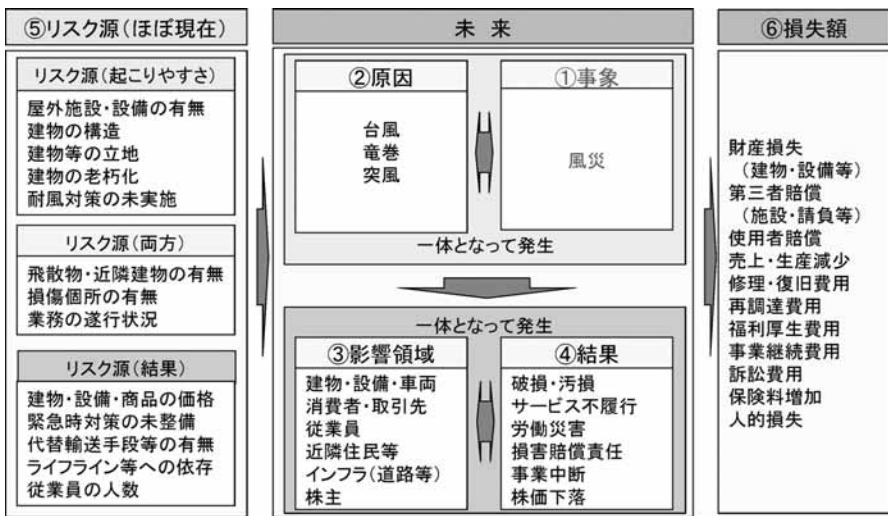 ⑤リスク源(ほぼ現在)
リスク源(起こりやすさ)
屋外施設・設備の有無
建物の構造
建物等の立地
建物の老朽化
耐風対策の未実施
リスク源(両方)
飛散物・近隣建物の有無
損傷個所の有無
業務の遂行状況
リスク源(結果)
建物・設備・商品の価格
緊急時対策の未整備
代替輸送手段等の有無
ライフライン等への依存
従業員の人数
未 来
②原因
台風
竜巻
突風
①事象
風災
一体となって発生
一体となって発生
③影響領域
建物・設備・車両
消費者・取引先
従業員
近隣住民等
インフラ(道路等)
株主
④結果
破損・汚損
サービス不履行
労働災害
損害賠償責任
事業中断
株価下落
⑥損失額
財産損失
(建物・設備等)
第三者賠償
(施設・請負等)
使用者賠償
売上・生産減少
修理・復旧費用
再調達費用
福利厚生費用
事業継続費用
訴訟費用
保険料増加
人的損失